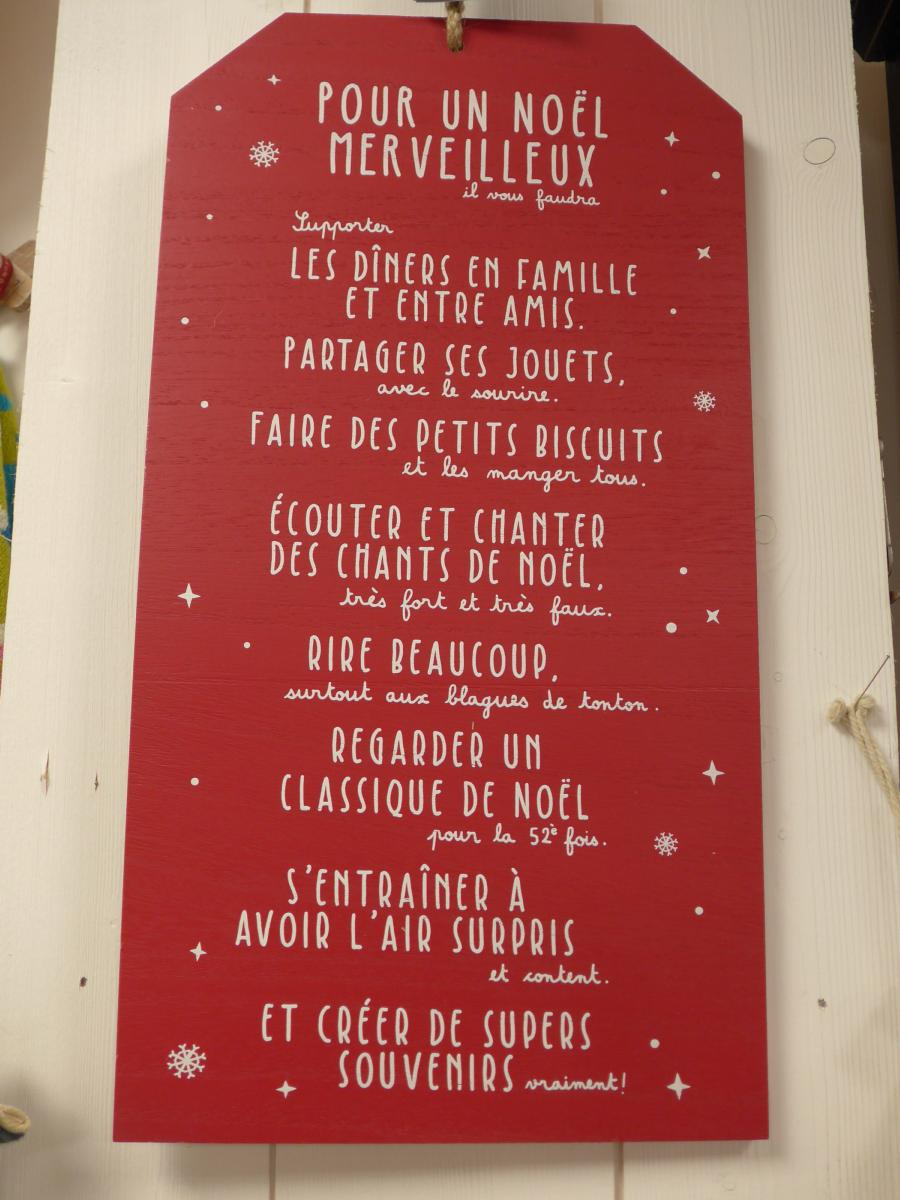 POUR UN NOËL
MERVEILLEUX
il vous faudra
Supporter
LES DÎNERS EN FAMILLE
ET ENTRE AMIS.
PARTAGER SES JOUETS,
avec le sourire.
FAIRE DES PETITS BISCUITS
et les manger tous.
ÉCOUTER ET CHANTER
DES CHANTS DE NOËL,
très fort et très faux.
RIRE BEAUCOUP,
surtout aux blagues de tonton.
REGARDER UN
CLASSIQUE DE NOËL
pour la 52è fois.
S'ENTRAÎNER À
AVOIR L'AIR SURPRIS
et content.
ET CRÉER DE SUPERS
SOUVENIRS vraiment!